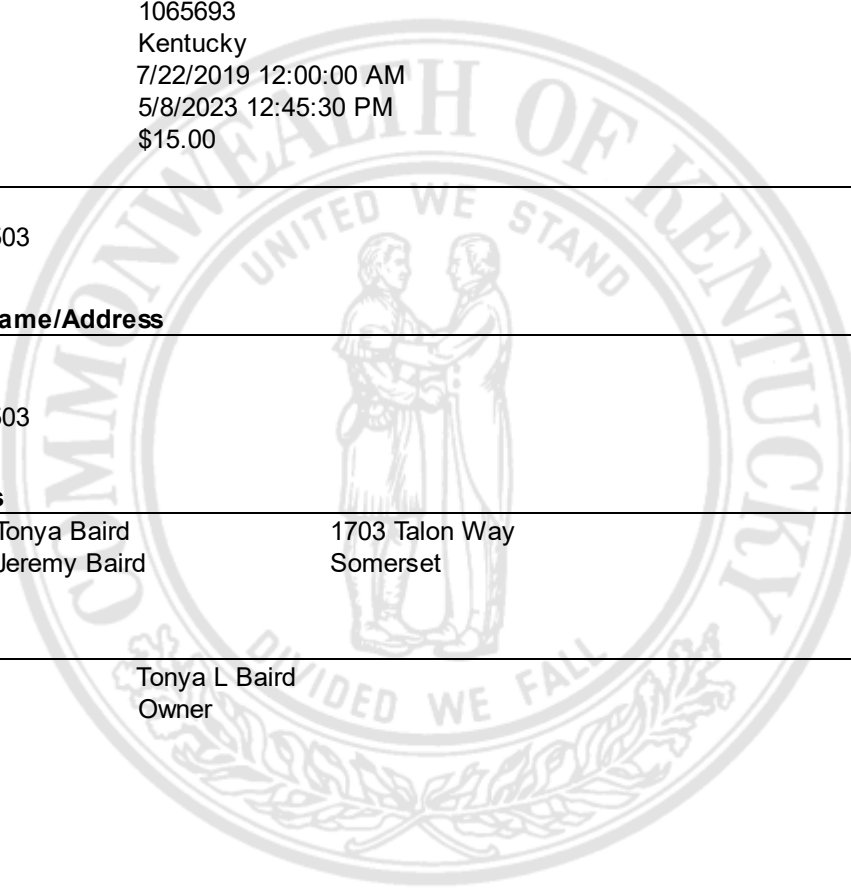 1065693
Kentucky
7/22/2019 12:00:00 AM
5/8/2023 12:45:30 PM
$15.00
COMMONWEALTH OF KENTUCKY
UNITED WE STAND
503
ame/Address
503
s
Tonya Baird 1703 Talon Way
Jeremy Baird Somerset
DIVIDED WE FALL
Tonya L Baird
Owner